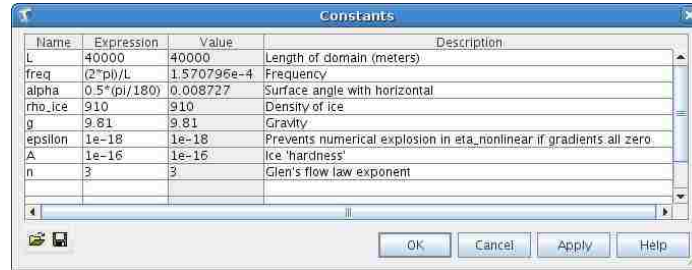 Constants
Name Expression Value Description
L 40000 40000 Length of domain (meters)
freq (2*pi)/L 1.570796e-4 Frequency
alpha 0.5*(pi/180) 0.008727 Surface angle with horizontal
rho_ice 910 910 Density of ice
g 9.81 9.81 Gravity
epsilon 1e-18 1e-18 Prevents numerical explosion in eta_nonlinear if gradients all zero
A 1e-16 1e-16 Ice 'hardness'
n 3 3 Glen's flow law exponent
OK Cancel Apply Help